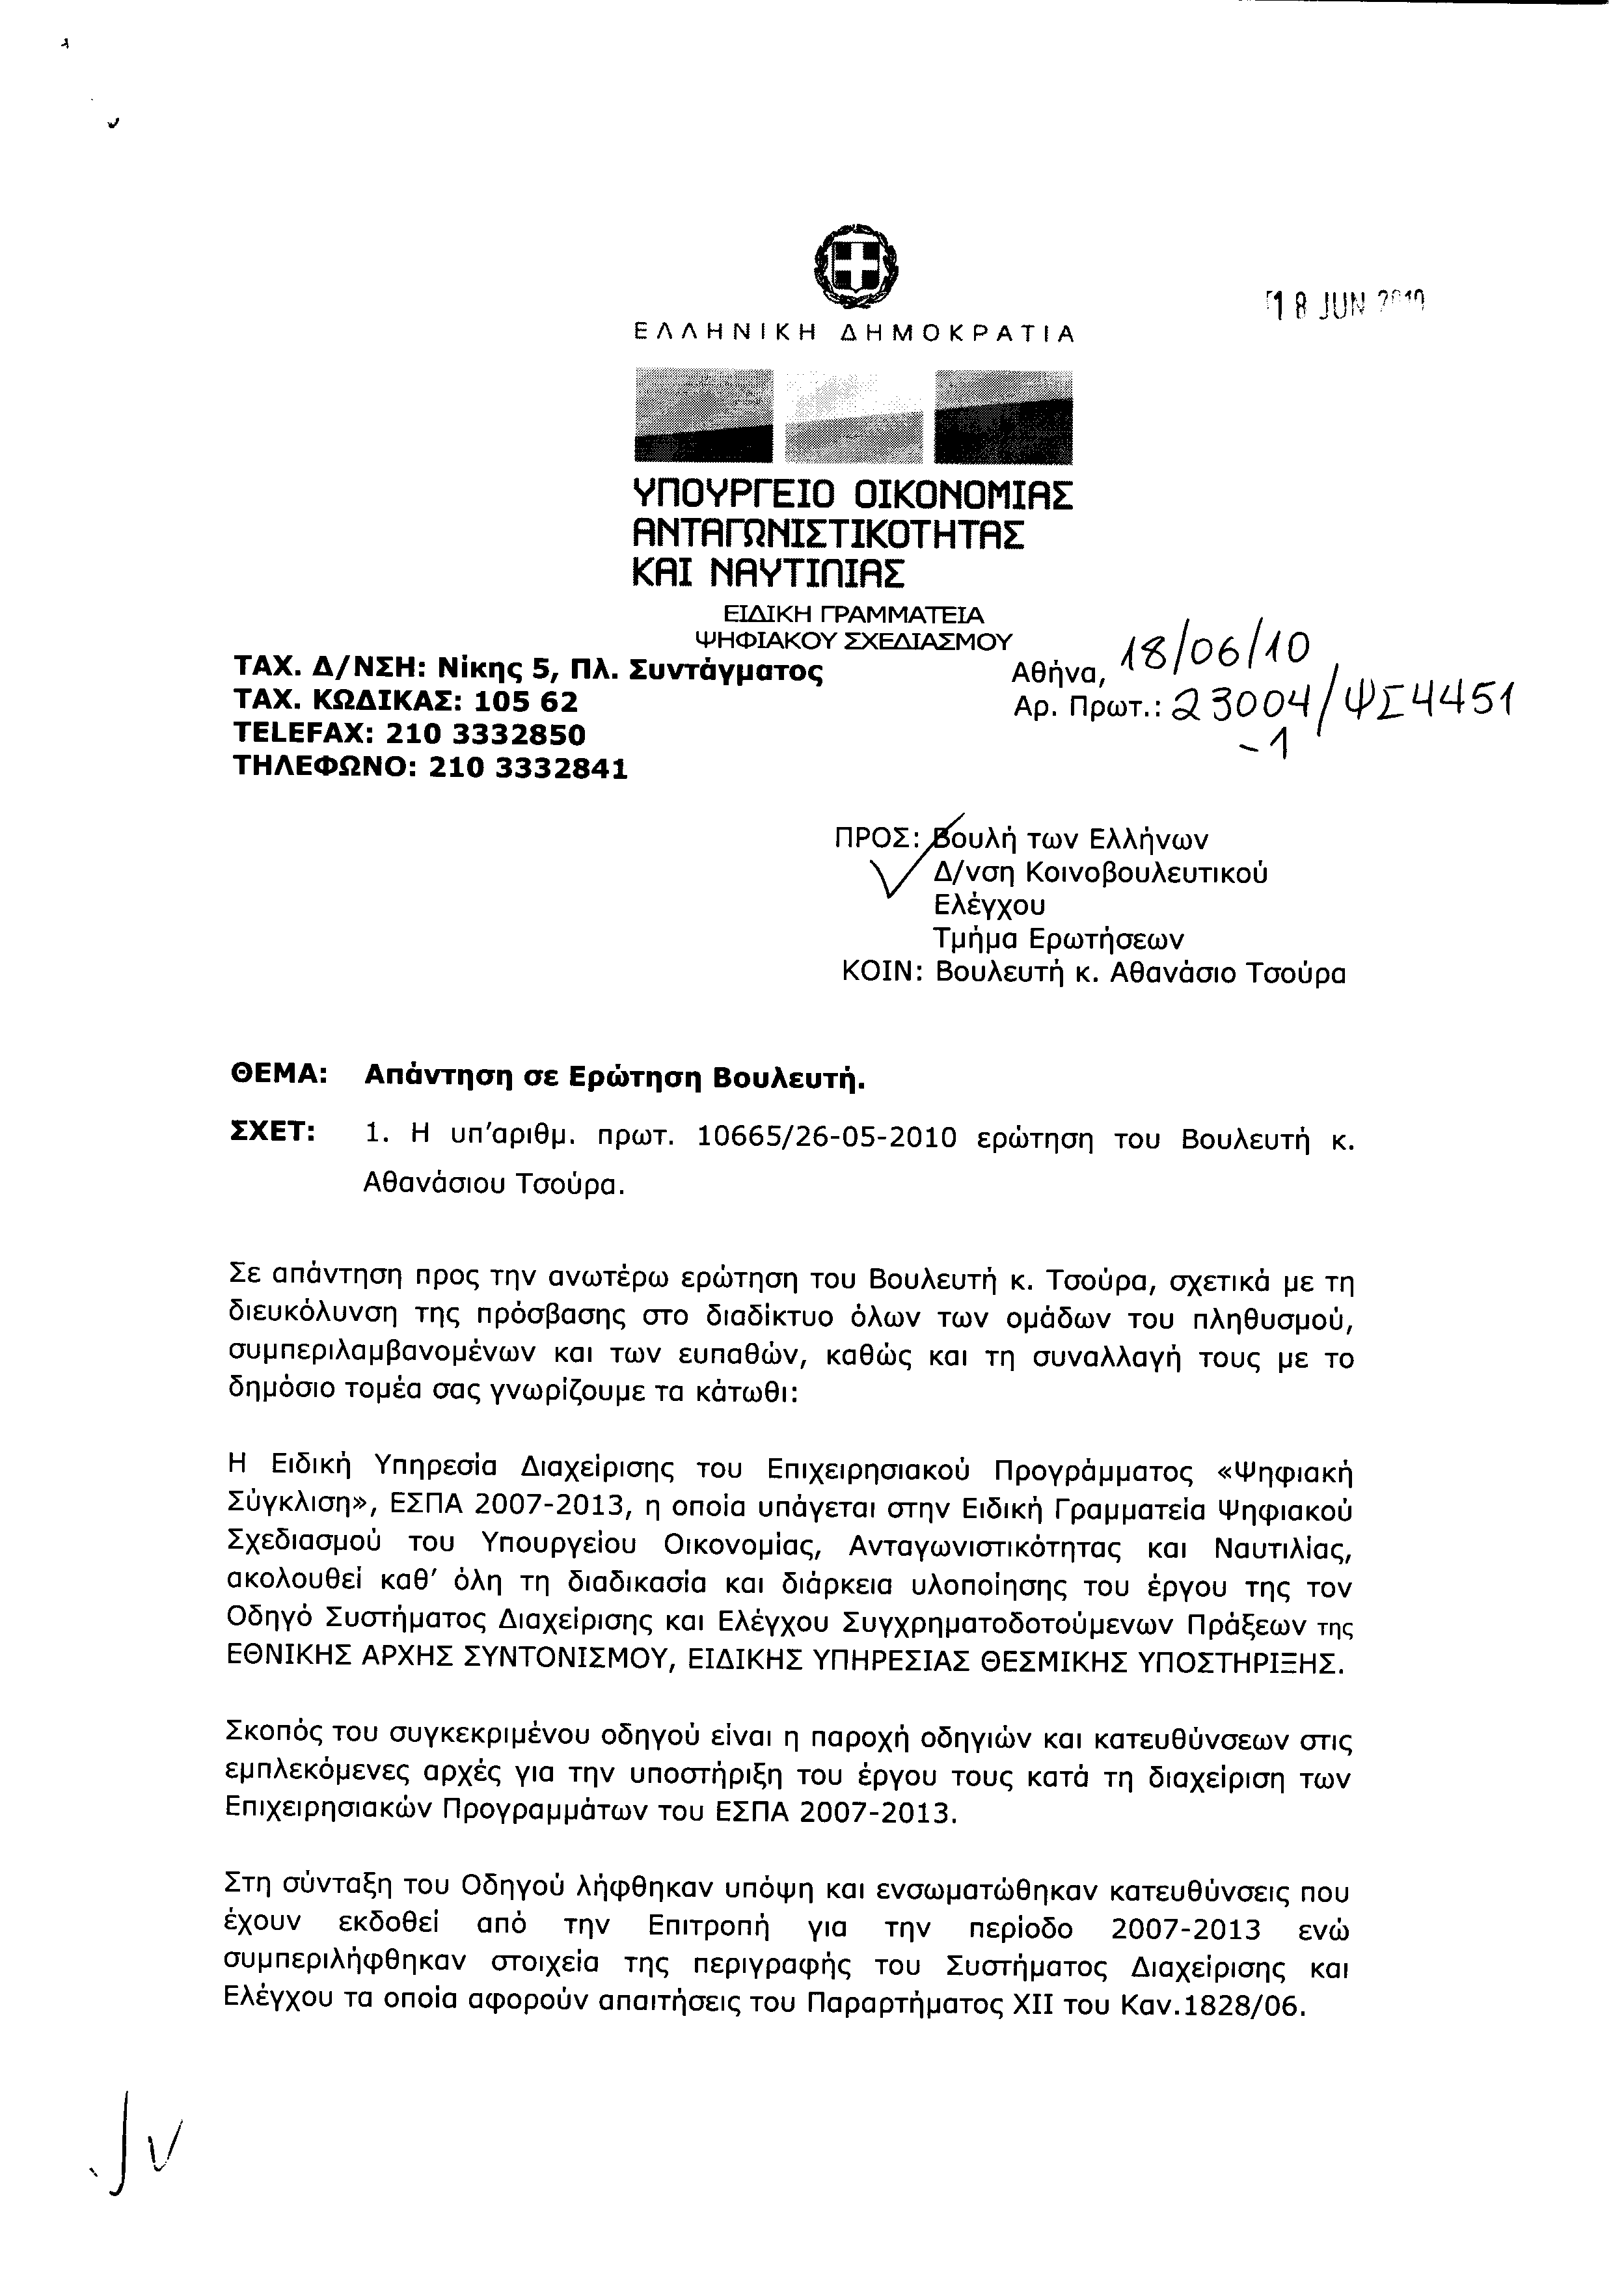 18 JUN 2010
ΕΛΛΗΝΙΚΗ ΔΗΜΟΚΡΑΤΙΑ
ΥΠΟΥΡΓΕΙΟ ΟΙΚΟΝΟΜΙΑΣ
ΑΝΤΑΓΩΝΙΣΤΙΚΟΤΗΤΑΣ
ΚΑΙ ΝΑΥΤΙΛΙΑΣ
ΕΙΔΙΚΗ ΓΡΑΜΜΑΤΕΙΑ
ΨΗΦΙΑΚΟΥ ΣΧΕΔΙΑΣΜΟΥ
ΤΑΧ. Δ/ΝΣΗ: Νίκης 5, Πλ. Συντάγματος
ΤΑΧ. ΚΩΔΙΚΑΣ: 105 62
TELEFAX: 210 3332850
ΤΗΛΕΦΩΝΟ: 210 3332841
Αθήνα, 18/06/10
Αρ. Πρωτ.: 23004/ΨΣ4451
-1
ΠΡΟΣ: Βουλή των Ελλήνων
Δ/νση Κοινοβουλευτικού
Ελέγχου
Τμήμα Ερωτήσεων
ΚΟΙΝ: Βουλευτή κ. Αθανάσιο Τσούρα
ΘΕΜΑ: Απάντηση σε Ερώτηση Βουλευτή.
ΣΧΕΤ: 1. Η υπ'αριθμ. πρωτ. 10665/26-05-2010 ερώτηση του Βουλευτή κ.
Αθανάσιου Τσούρα.
Σε απάντηση προς την ανωτέρω ερώτηση του Βουλευτή κ. Τσούρα, σχετικά με τη
διευκόλυνση της πρόσβασης στο διαδίκτυο όλων των ομάδων του πληθυσμού,
συμπεριλαμβανομένων και των ευπαθών, καθώς και τη συναλλαγή τους με το
δημόσιο τομέα σας γνωρίζουμε τα κάτωθι:
Η Ειδική Υπηρεσία Διαχείρισης του Επιχειρησιακού Προγράμματος «Ψηφιακή
Σύγκλιση», ΕΣΠΑ 2007-2013, η οποία υπάγεται στην Ειδική Γραμματεία Ψηφιακού
Σχεδιασμού του Υπουργείου Οικονομίας, Ανταγωνιστικότητας και Ναυτιλίας,
ακολουθεί καθ' όλη τη διαδικασία και διάρκεια υλοποίησης του έργου της τον
Οδηγό Συστήματος Διαχείρισης και Ελέγχου Συγχρηματοδοτούμενων Πράξεων της
ΕΘΝΙΚΗΣ ΑΡΧΗΣ ΣΥΝΤΟΝΙΣΜΟΥ, ΕΙΔΙΚΗΣ ΥΠΗΡΕΣΙΑΣ ΘΕΣΜΙΚΗΣ ΥΠΟΣΤΗΡΙΞΗΣ.
Σκοπός του συγκεκριμένου οδηγού είναι η παροχή οδηγιών και κατευθύνσεων στις
εμπλεκόμενες αρχές για την υποστήριξη του έργου τους κατά τη διαχείριση των
Επιχειρησιακών Προγραμμάτων του ΕΣΠΑ 2007-2013.
Στη σύνταξη του Οδηγού λήφθηκαν υπόψη και ενσωματώθηκαν κατευθύνσεις που
έχουν εκδοθεί από την Επιτροπή για την περίοδο 2007-2013 ενώ
συμπεριλήφθηκαν στοιχεία της περιγραφής του Συστήματος Διαχείρισης και
Ελέγχου τα οποία αφορούν απαιτήσεις του Παραρτήματος XII του Καν.1828/06.